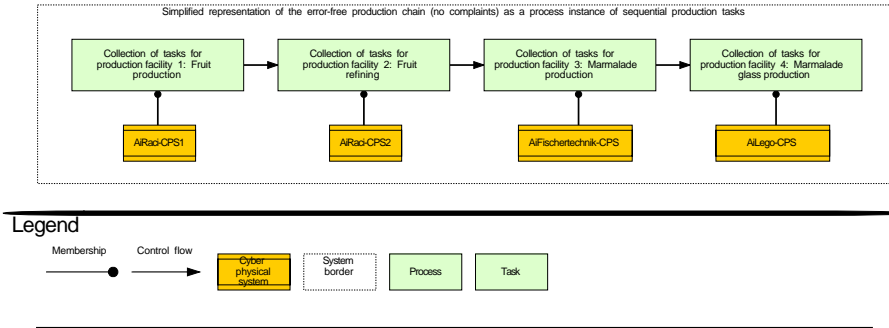 Simplified representation of the error-free production chain (no complaints) as a process instance of sequential production tasks
Collection of tasks for
production facility 1: Fruit
production
Collection of tasks for
production facility 2: Fruit
refining
Collection of tasks for
production facility 3: Marmalade
production
Collection of tasks for
production facility 4: Marmalade
glass production
AiRaci-CPS1
AiRaci-CPS2
AiFischertechnik-CPS
AiLego-CPS
Legend
Membership
Control flow
Cyber
physical
system
System
border
Process
Task